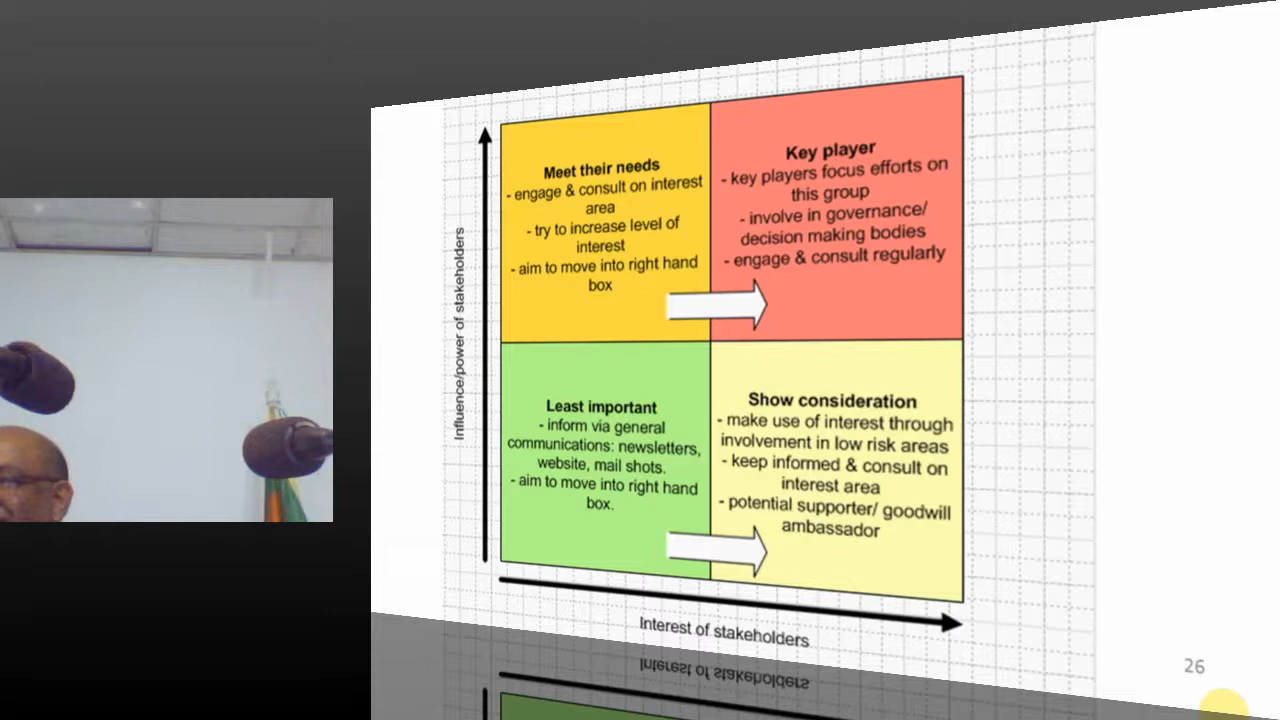 Influence/power of stakeholders
Meet their needs
- engage & consult on interest
area
- try to increase level of
interest
- aim to move into right hand
box
Key player
- key players focus efforts on
this group
- involve in governance/
decision making bodies
- engage & consult regularly
Least important
- inform via general
communications: newsletters,
website, mail shots.
- aim to move into right hand
box.
Show consideration
- make use of interest through
involvement in low risk areas
- keep informed & consult on
interest area
- potential supporter/ goodwill
ambassador
Interest of stakeholders
Interest of stakeholders
26